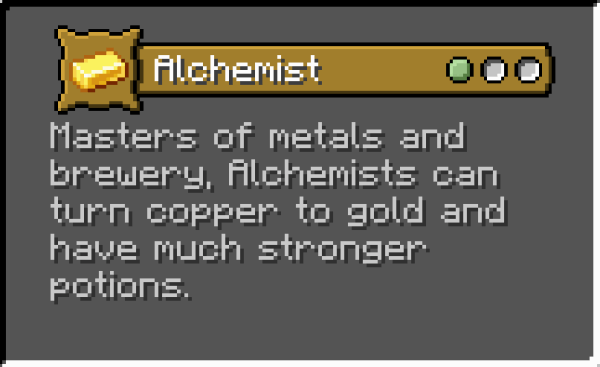 Alchemist
Masters of metals and
brewery, Alchemists can
turn copper to gold and
have much stronger
potions.